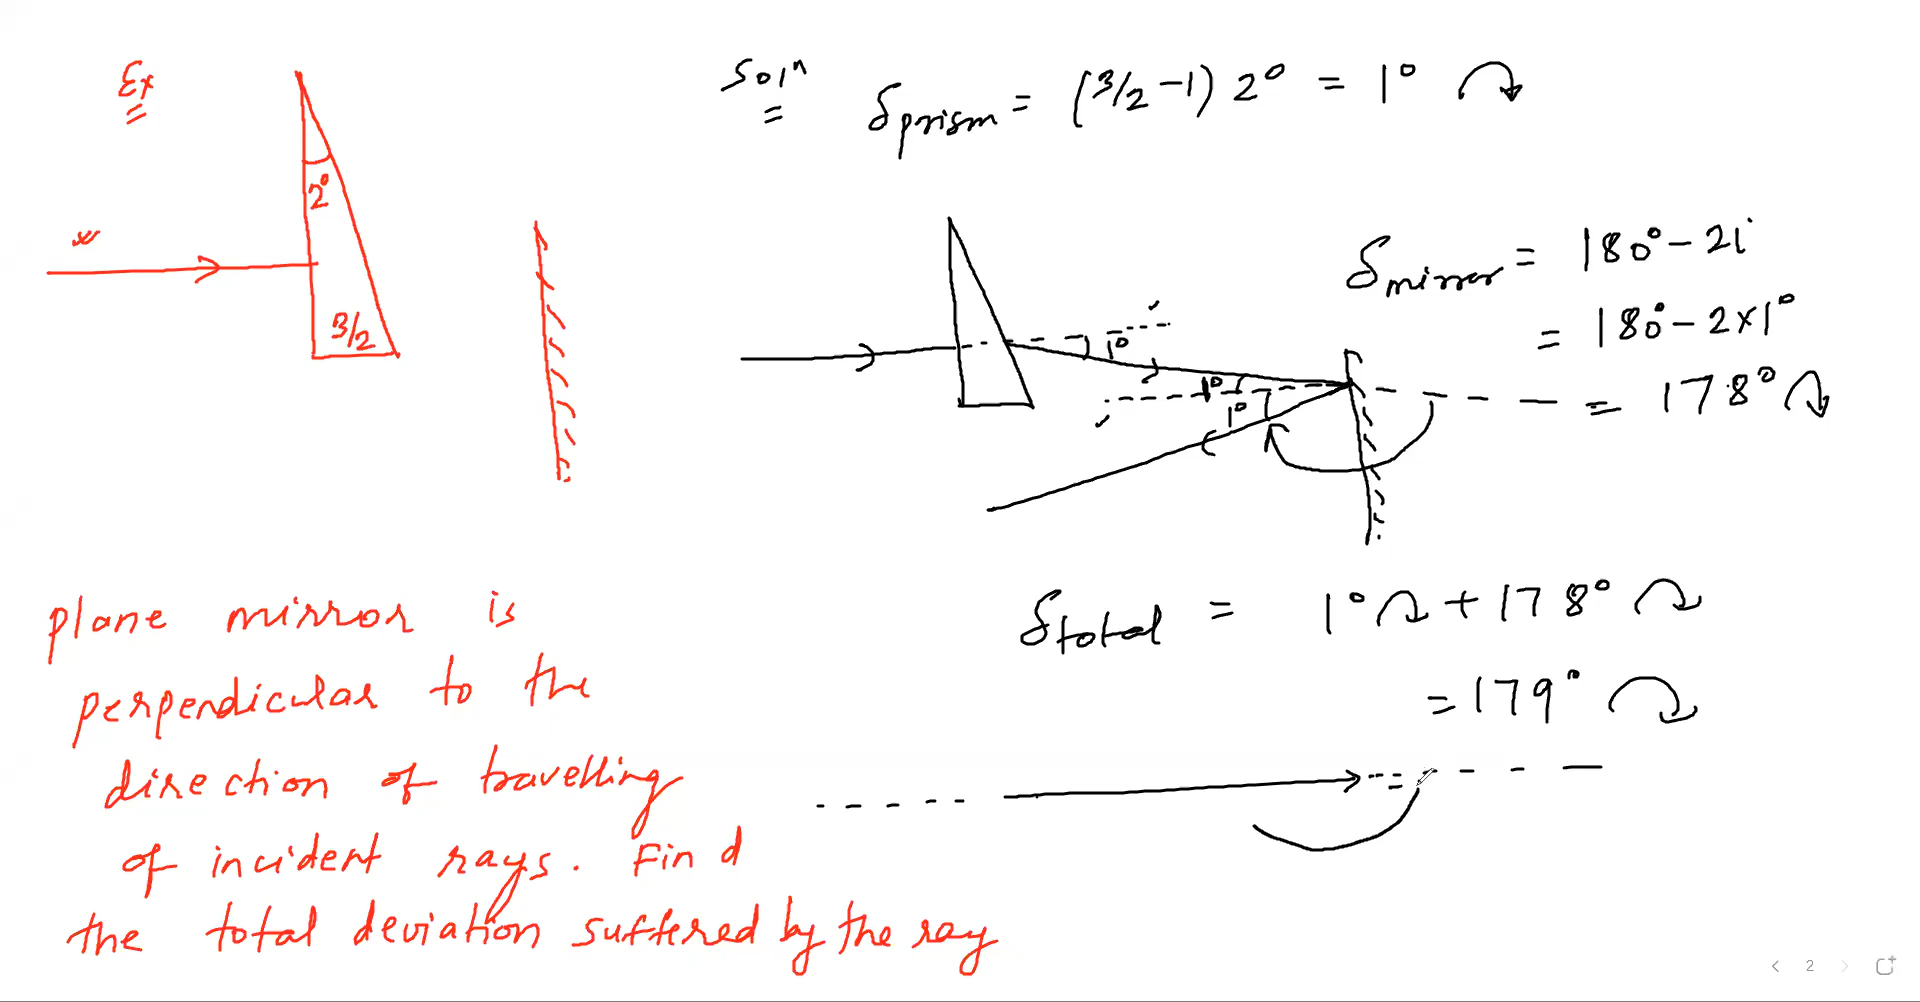 Ex
2°
3/2
plane mirror is
perpendicular to the
direction of travelling
of incident rays. Find
the total deviation suffered by the ray
Solⁿ
δprism = (3/2 - 1) 2° = 1° ↷
δmirror = 180° - 2i
= 180° - 2×1°
= 178° ↷
1°
1°
1°
δtotal = 1° ↷ + 178° ↷
= 179° ↷
2